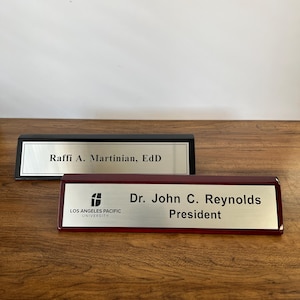 Raffi A. Martinian, EdD
Dr. John C. Reynolds
President
LOS ANGELES PACIFIC
UNIVERSITY